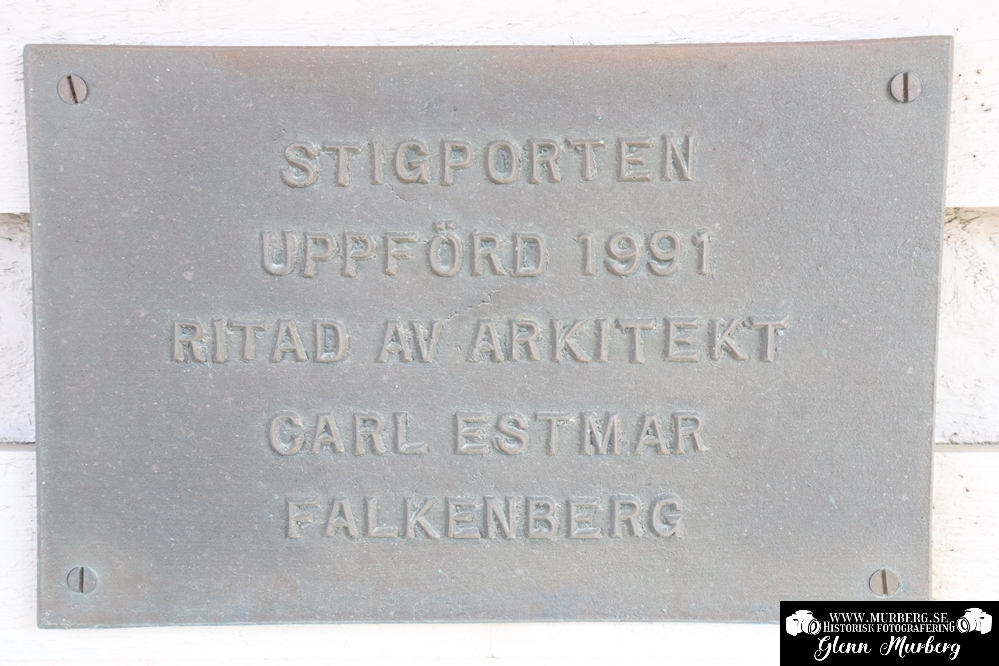 STIGPORTEN
UPPFÖRD 1991
RITAD AV ARKITEKT
CARL ESTMAR
FALKENBERG
WWW.MURBERG.SE
HISTORISK FOTOGRAFERING
Glenn Murberg